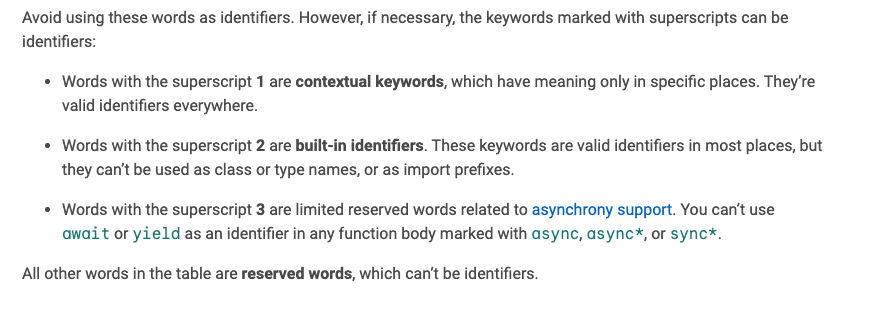 Avoid using these words as identifiers. However, if necessary, the keywords marked with superscripts can be
identifiers:
• Words with the superscript 1 are contextual keywords, which have meaning only in specific places. They’re
valid identifiers everywhere.
• Words with the superscript 2 are built-in identifiers. These keywords are valid identifiers in most places, but
they can’t be used as class or type names, or as import prefixes.
• Words with the superscript 3 are limited reserved words related to asynchrony support. You can’t use
await or yield as an identifier in any function body marked with async, async*, or sync*.
All other words in the table are reserved words, which can’t be identifiers.